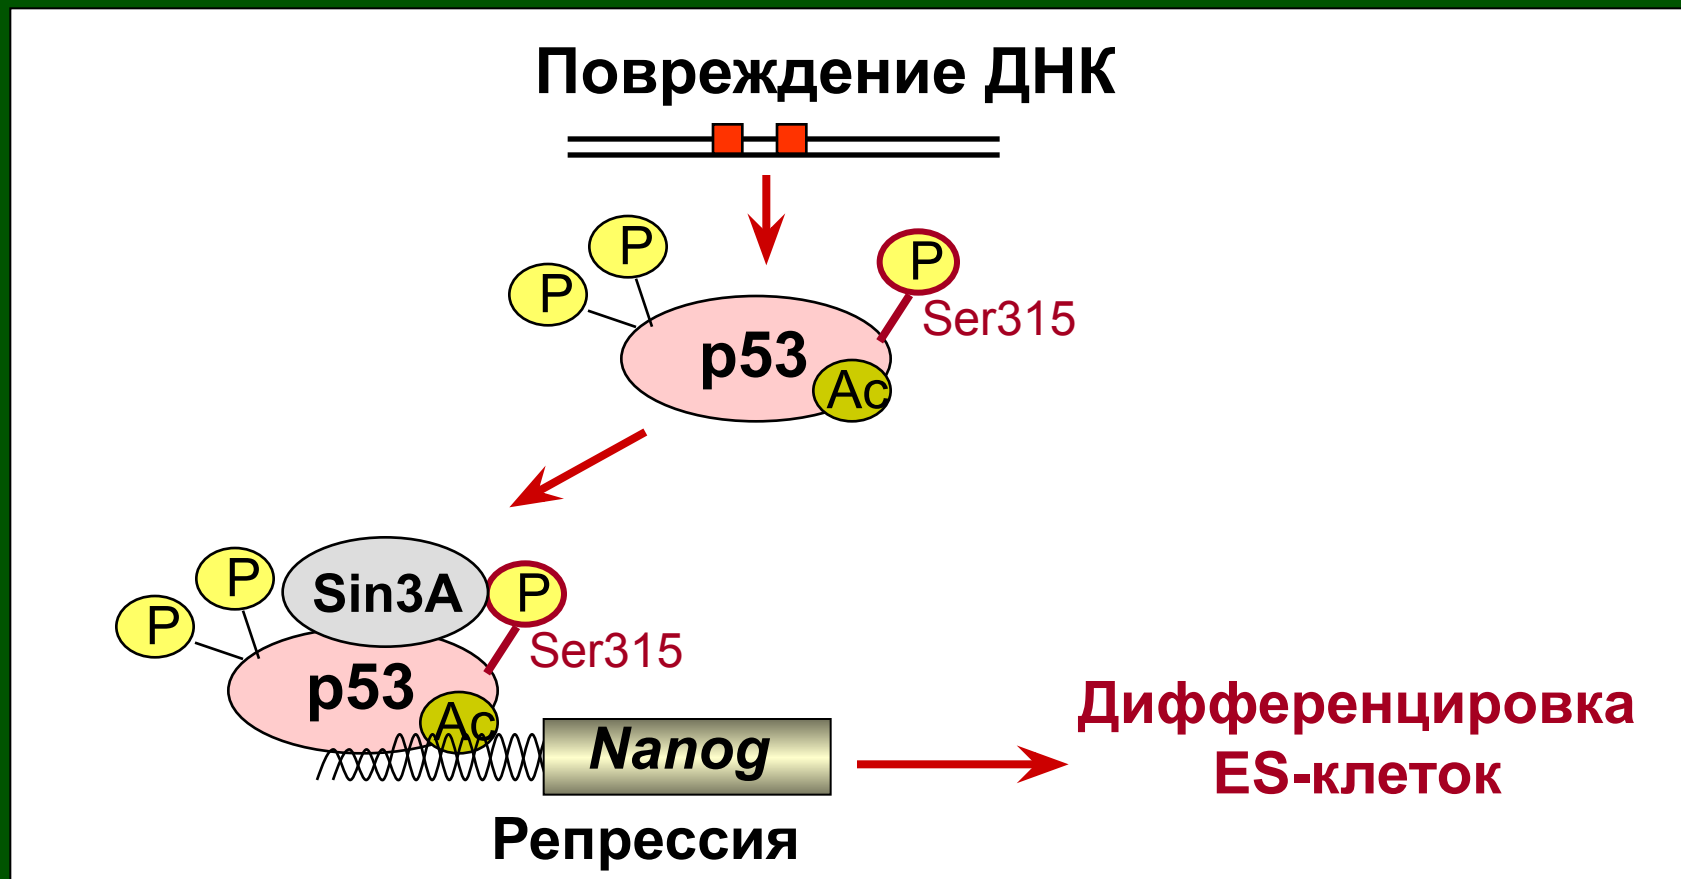 Повреждение ДНК
P
P
P
Ser315
p53
Ac
P
P
Sin3A
P
Ser315
p53
Ac
Nanog
Репрессия
Дифференцировка
ES-клеток